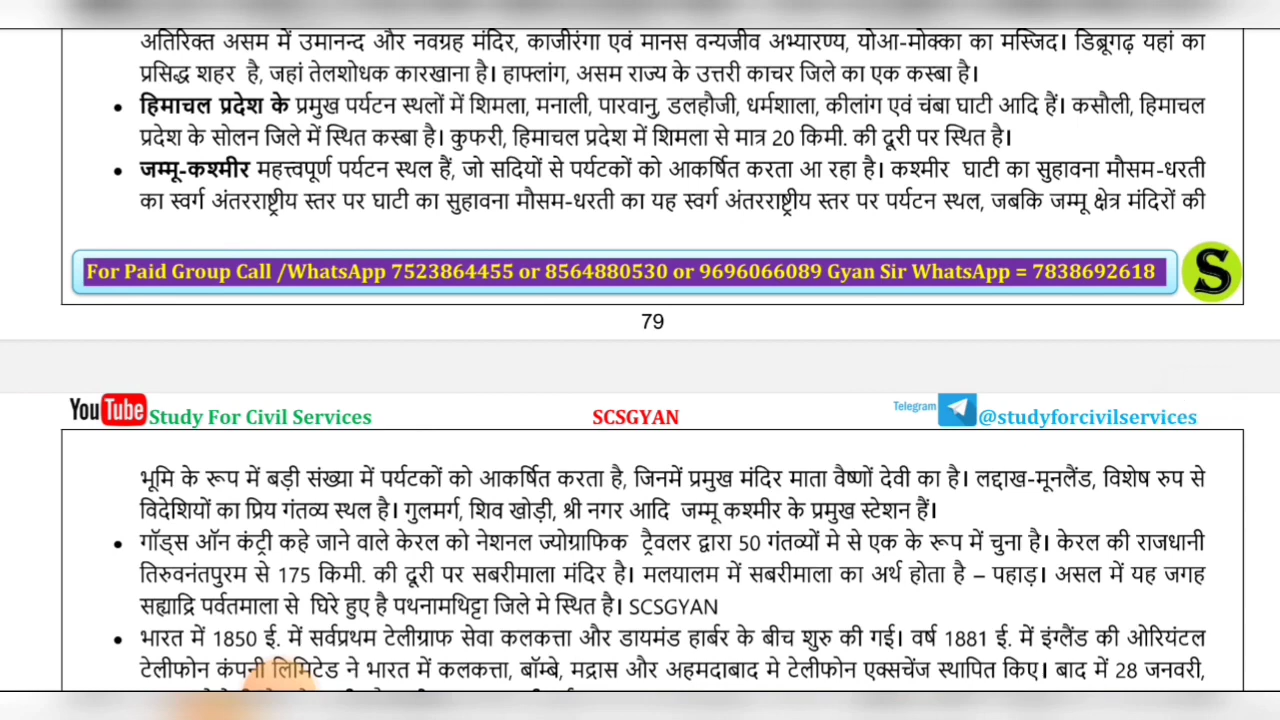 अतिरिक्त असम में उमानन्द और नवग्रह मंदिर, काजीरंगा एवं मानस वन्यजीव अभ्यारण्य, योआ-मोक्का का मस्जिद। डिब्रूगढ़ यहां का
प्रसिद्ध शहर है, जहां तेलशोधक कारखाना है। हाफ्लांग, असम राज्य के उत्तरी काचर जिले का एक कस्बा है।
• हिमाचल प्रदेश के प्रमुख पर्यटन स्थलों में शिमला, मनाली, पारवानु, डलहौजी, धर्मशाला, कीलांग एवं चंबा घाटी आदि हैं। कसौली, हिमाचल
प्रदेश के सोलन जिले में स्थित कस्बा है। कुफरी, हिमाचल प्रदेश में शिमला से मात्र 20 किमी. की दूरी पर स्थित है।
• जम्मू-कश्मीर महत्त्वपूर्ण पर्यटन स्थल हैं, जो सदियों से पर्यटकों को आकर्षित करता आ रहा है। कश्मीर घाटी का सुहावना मौसम-धरती
का स्वर्ग अंतरराष्ट्रीय स्तर पर घाटी का सुहावना मौसम-धरती का यह स्वर्ग अंतरराष्ट्रीय स्तर पर पर्यटन स्थल, जबकि जम्मू क्षेत्र मंदिरों की
For Paid Group Call /WhatsApp 7523864455 or 8564880530 or 9696066089 Gyan Sir WhatsApp = 7838692618
S
79
YouTube Study For Civil Services SCSGYAN Telegram @studyforcivilservices
भूमि के रूप में बड़ी संख्या में पर्यटकों को आकर्षित करता है, जिनमें प्रमुख मंदिर माता वैष्णों देवी का है। लद्दाख-मूनलैंड, विशेष रुप से
विदेशियों का प्रिय गंतव्य स्थल है। गुलमर्ग, शिव खोड़ी, श्री नगर आदि जम्मू कश्मीर के प्रमुख स्टेशन हैं।
• गॉड्स ऑन कंट्री कहे जाने वाले केरल को नेशनल ज्योग्राफिक ट्रैवलर द्वारा 50 गंतव्यों मे से एक के रूप में चुना है। केरल की राजधानी
तिरुवनंतपुरम से 175 किमी. की दूरी पर सबरीमाला मंदिर है। मलयालम में सबरीमाला का अर्थ होता है – पहाड़। असल में यह जगह
सह्याद्रि पर्वतमाला से घिरे हुए है पथनामथिट्टा जिले मे स्थित है। SCSGYAN
• भारत में 1850 ई. में सर्वप्रथम टेलीग्राफ सेवा कलकत्ता और डायमंड हार्बर के बीच शुरु की गई। वर्ष 1881 ई. में इंग्लैंड की ओरियंटल
टेलीफोन कंपनी लिमिटेड ने भारत में कलकत्ता, बॉम्बे, मद्रास और अहमदाबाद मे टेलीफोन एक्सचेंज स्थापित किए। बाद में 28 जनवरी,